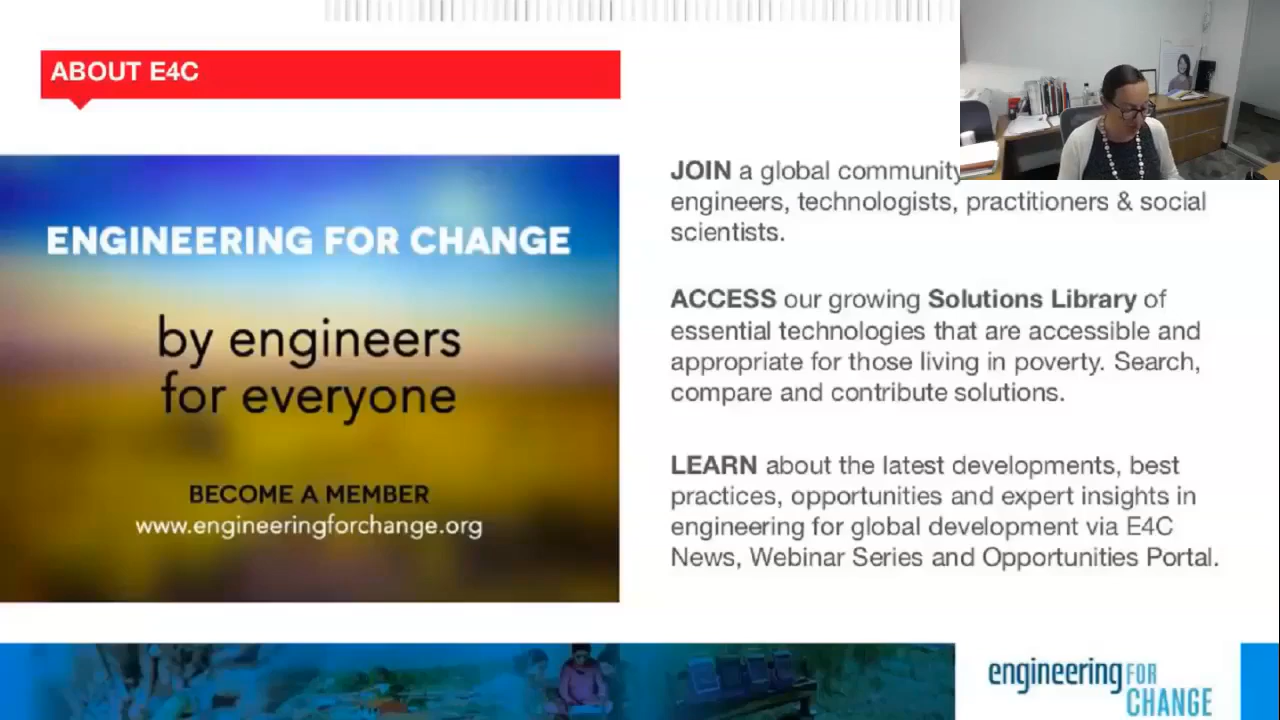 ABOUT E4C
ENGINEERING FOR CHANGE
by engineers
for everyone
BECOME A MEMBER
www.engineeringforchange.org
JOIN a global community
engineers, technologists, practitioners & social
scientists.
ACCESS our growing Solutions Library of
essential technologies that are accessible and
appropriate for those living in poverty. Search,
compare and contribute solutions.
LEARN about the latest developments, best
practices, opportunities and expert insights in
engineering for global development via E4C
News, Webinar Series and Opportunities Portal.
engineering FOR
CHANGE